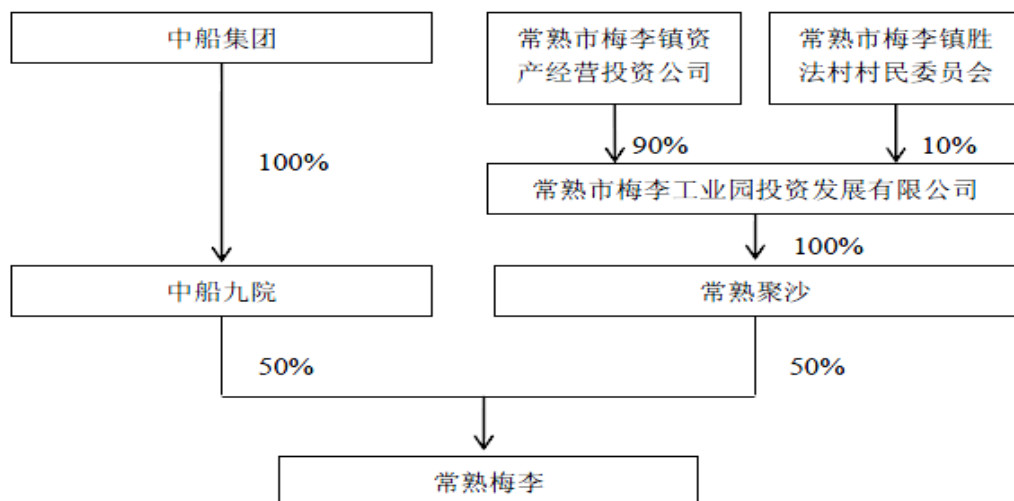 中船集团
常熟市梅李镇资
产经营投资公司
常熟市梅李镇胜
法村村民委员会
100%
90%
10%
常熟市梅李工业园投资发展有限公司
100%
中船九院
常熟聚沙
50%
50%
常熟梅李